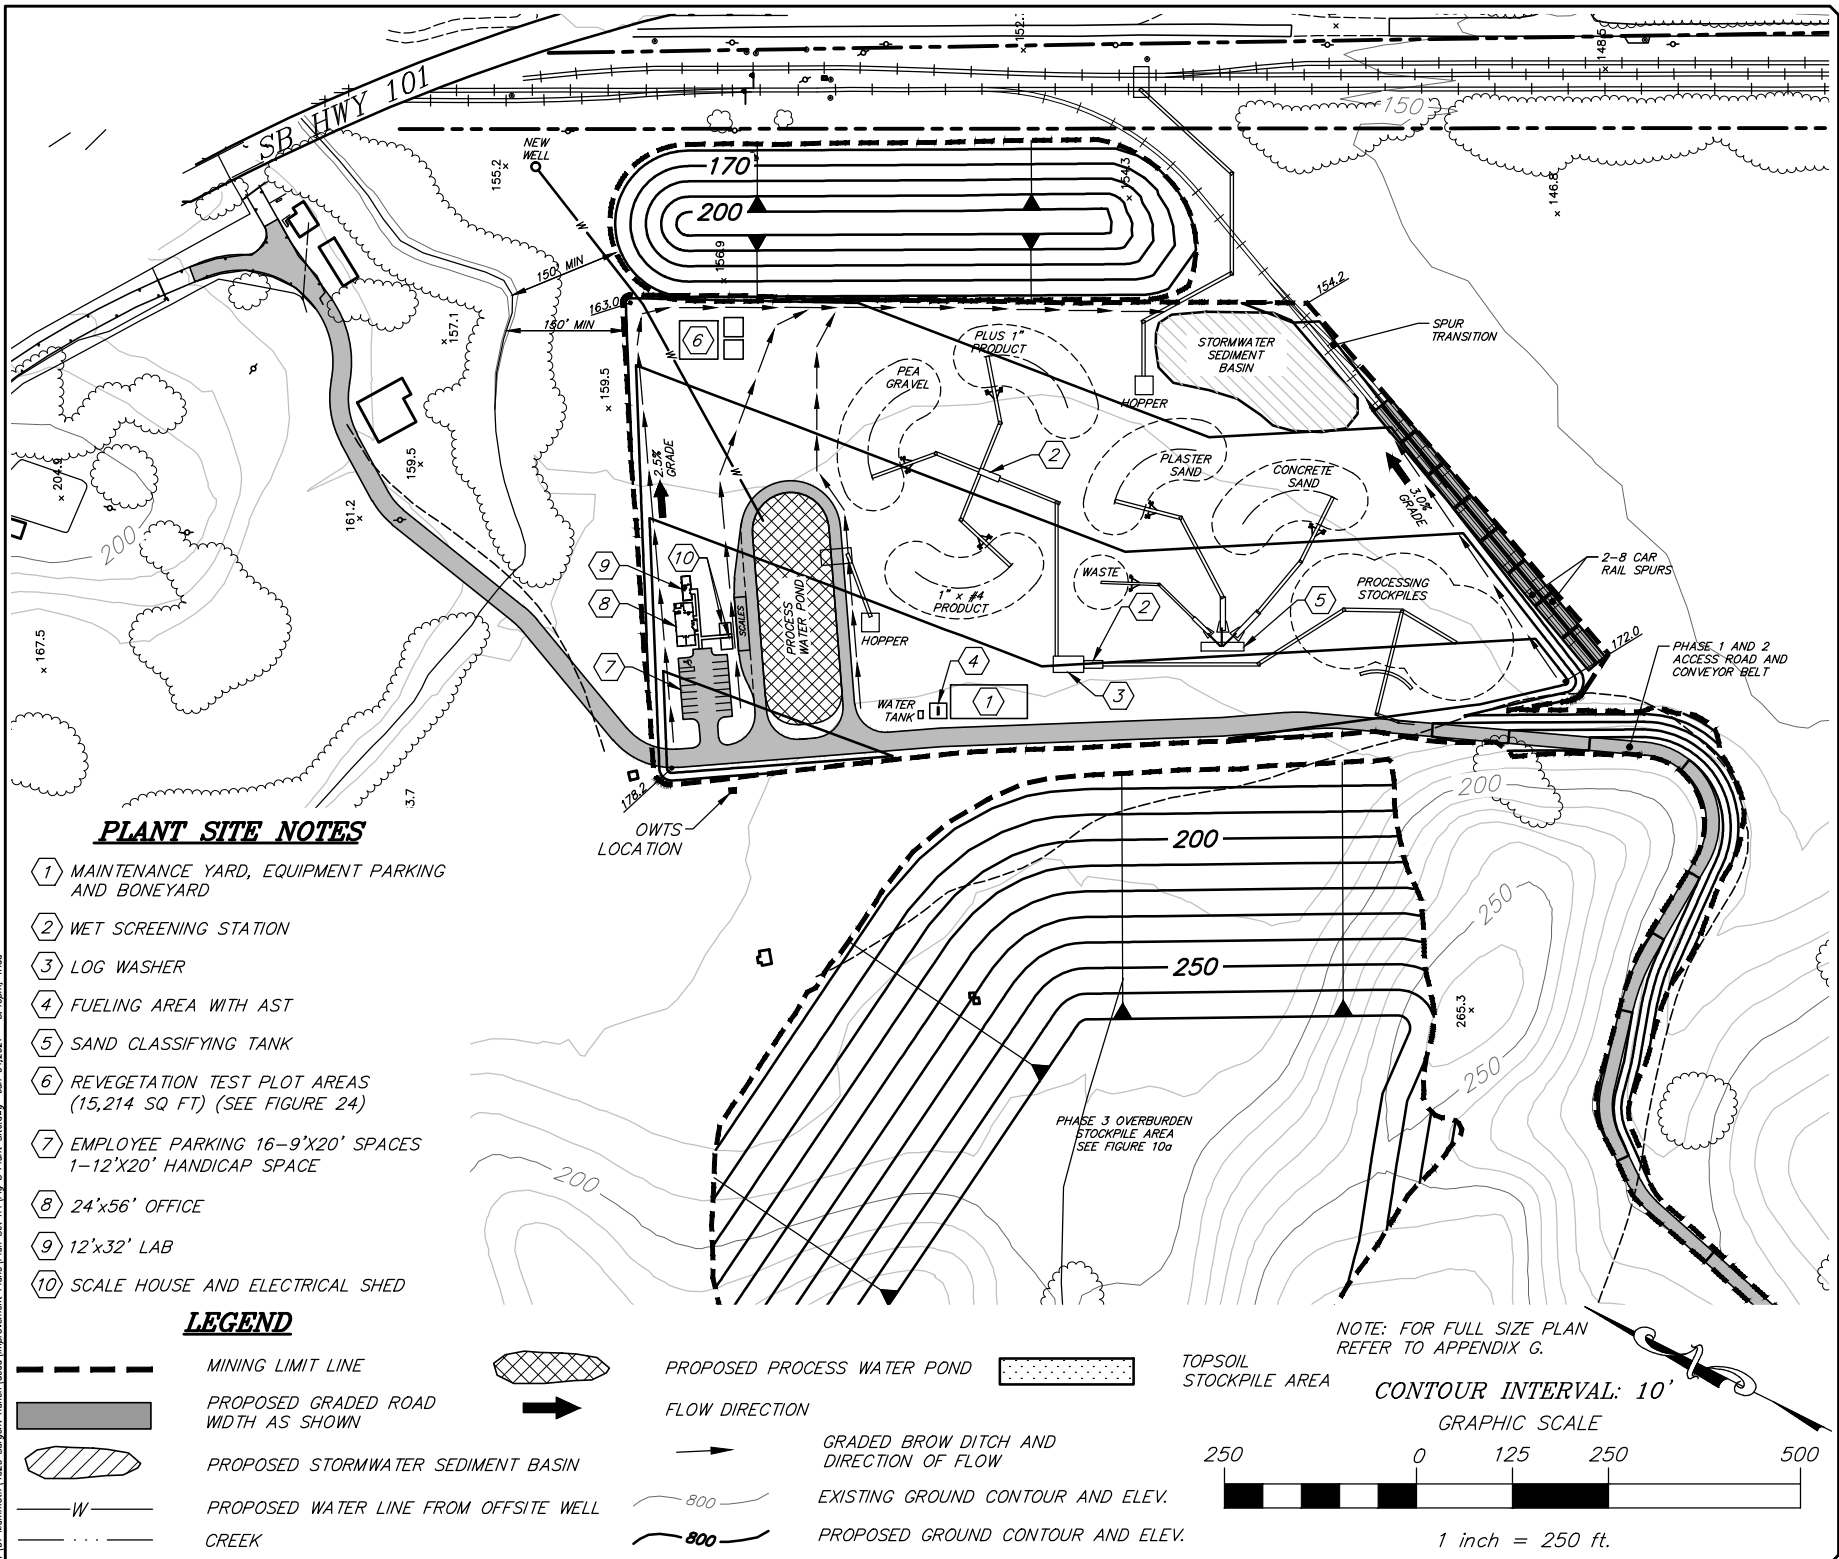 SB HWY 101
152.
148.5
150
NEW
WELL
155.2
170
154.3
146.8
200
156.9
W
150' MIN
163.0
154.2
150' MIN
157.1
6
PLUS 1"
PRODUCT
STORMWATER
SEDIMENT
BASIN
SPUR
TRANSITION
PEA
GRAVEL
W
159.5
HOPPER
2.5%
GRADE
W
2
PLASTER
SAND
CONCRETE
SAND
3.0%
GRADE
204.9
159.5
161.2
200
9
10
WASTE
2-8 CAR
RAIL SPURS
8
SCALES
PROCESS
WATER POND
1" x #4
PRODUCT
2
5
PROCESSING
STOCKPILES
HOPPER
167.5
7
4
172.0
PHASE 1 AND 2
ACCESS ROAD AND
CONVEYOR BELT
WATER
TANK
1
3
178.2
3.7
200
OWTS
LOCATION
200
250
250
265.3
250
PHASE 3 OVERBURDEN
STOCKPILE AREA
SEE FIGURE 10a
200
PLANT SITE NOTES
1 MAINTENANCE YARD, EQUIPMENT PARKING
AND BONEYARD
2 WET SCREENING STATION
3 LOG WASHER
4 FUELING AREA WITH AST
5 SAND CLASSIFYING TANK
6 REVEGETATION TEST PLOT AREAS
(15,214 SQ FT) (SEE FIGURE 24)
7 EMPLOYEE PARKING 16-9'X20' SPACES
1-12'X20' HANDICAP SPACE
8 24'x56' OFFICE
9 12'x32' LAB
10 SCALE HOUSE AND ELECTRICAL SHED
LEGEND
MINING LIMIT LINE
PROPOSED GRADED ROAD
WIDTH AS SHOWN
PROPOSED STORMWATER SEDIMENT BASIN
W PROPOSED WATER LINE FROM OFFSITE WELL
CREEK
PROPOSED PROCESS WATER POND
FLOW DIRECTION
GRADED BROW DITCH AND
DIRECTION OF FLOW
800 EXISTING GROUND CONTOUR AND ELEV.
800 PROPOSED GROUND CONTOUR AND ELEV.
TOPSOIL
STOCKPILE AREA
NOTE: FOR FULL SIZE PLAN
REFER TO APPENDIX G.
CONTOUR INTERVAL: 10'
GRAPHIC SCALE
250 0 125 250 500
1 inch = 250 ft.